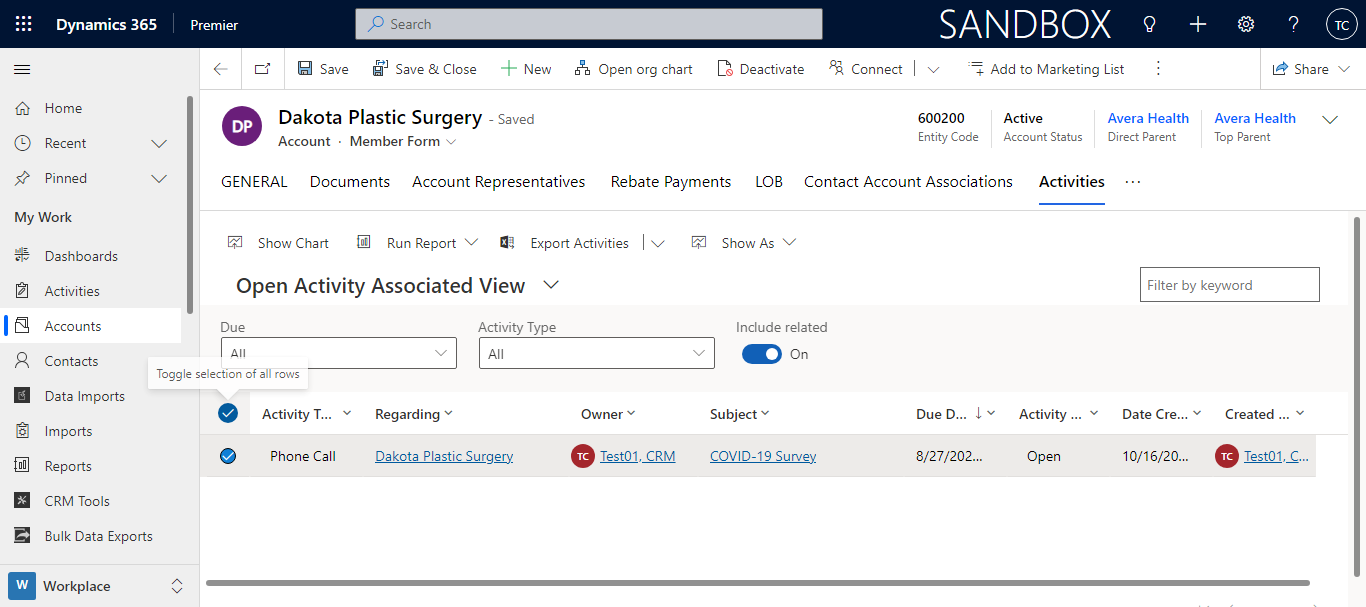 Dynamics 365 Premier Search SANDBOX ? TC
Save Save & Close New Open org chart Deactivate Connect Add to Marketing List Share
Home
Recent
Pinned
My Work
Dashboards
Activities
Accounts
Contacts
Data Imports
Imports
Reports
CRM Tools
Bulk Data Exports
W Workplace
DP
Dakota Plastic Surgery - Saved
Account · Member Form
600200 Active Avera Health Avera Health
Entity Code Account Status Direct Parent Top Parent
GENERAL Documents Account Representatives Rebate Payments LOB Contact Account Associations Activities ...
Show Chart Run Report Export Activities Show As
Open Activity Associated View Filter by keyword
Due Activity Type Include related
All All On
Toggle selection of all rows
Activity T... Regarding Owner Subject Due D... Activity ... Date Cre... Created ...
Phone Call Dakota Plastic Surgery TC Test01, CRM COVID-19 Survey 8/27/202... Open 10/16/20... TC Test01, C...